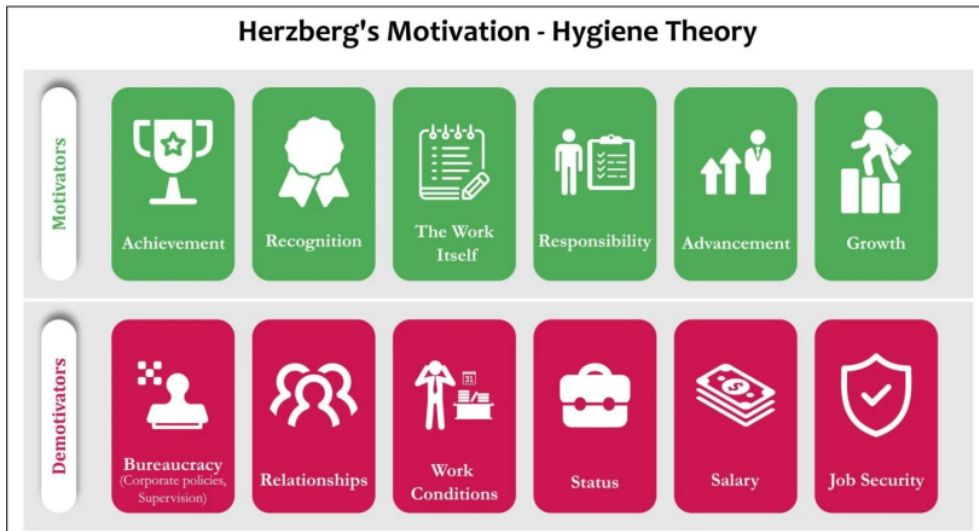 Herzberg's Motivation - Hygiene Theory
Motivators
Achievement
Recognition
The Work
Itself
Responsibility
Advancement
Growth
Demotivators
Bureaucracy
(Corporate policies,
Supervision)
Relationships
31
Work
Conditions
Status
$
Salary
Job Security